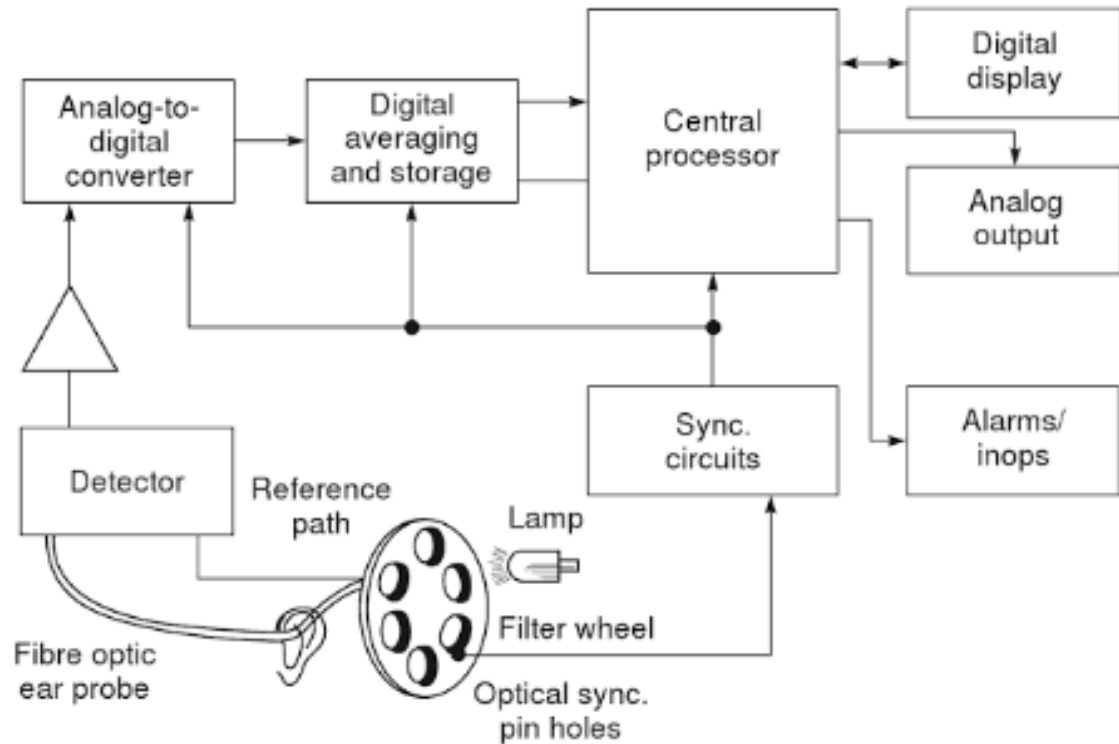 Analog-to-
digital
converter
Digital
averaging
and storage
Central
processor
Digital
display
Analog
output
Detector
Reference
path
Lamp
Sync.
circuits
Alarms/
inops
Filter wheel
Fibre optic
ear probe
Optical sync.
pin holes